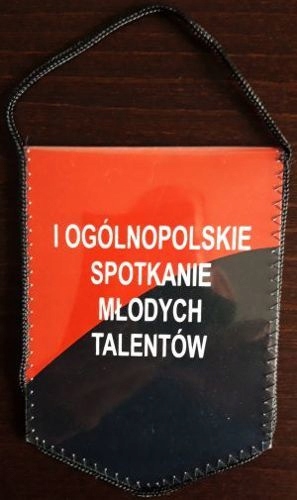 I OGÓLNOPOLSKIE
SPOTKANIE
MŁODYCH
TALENTÓW